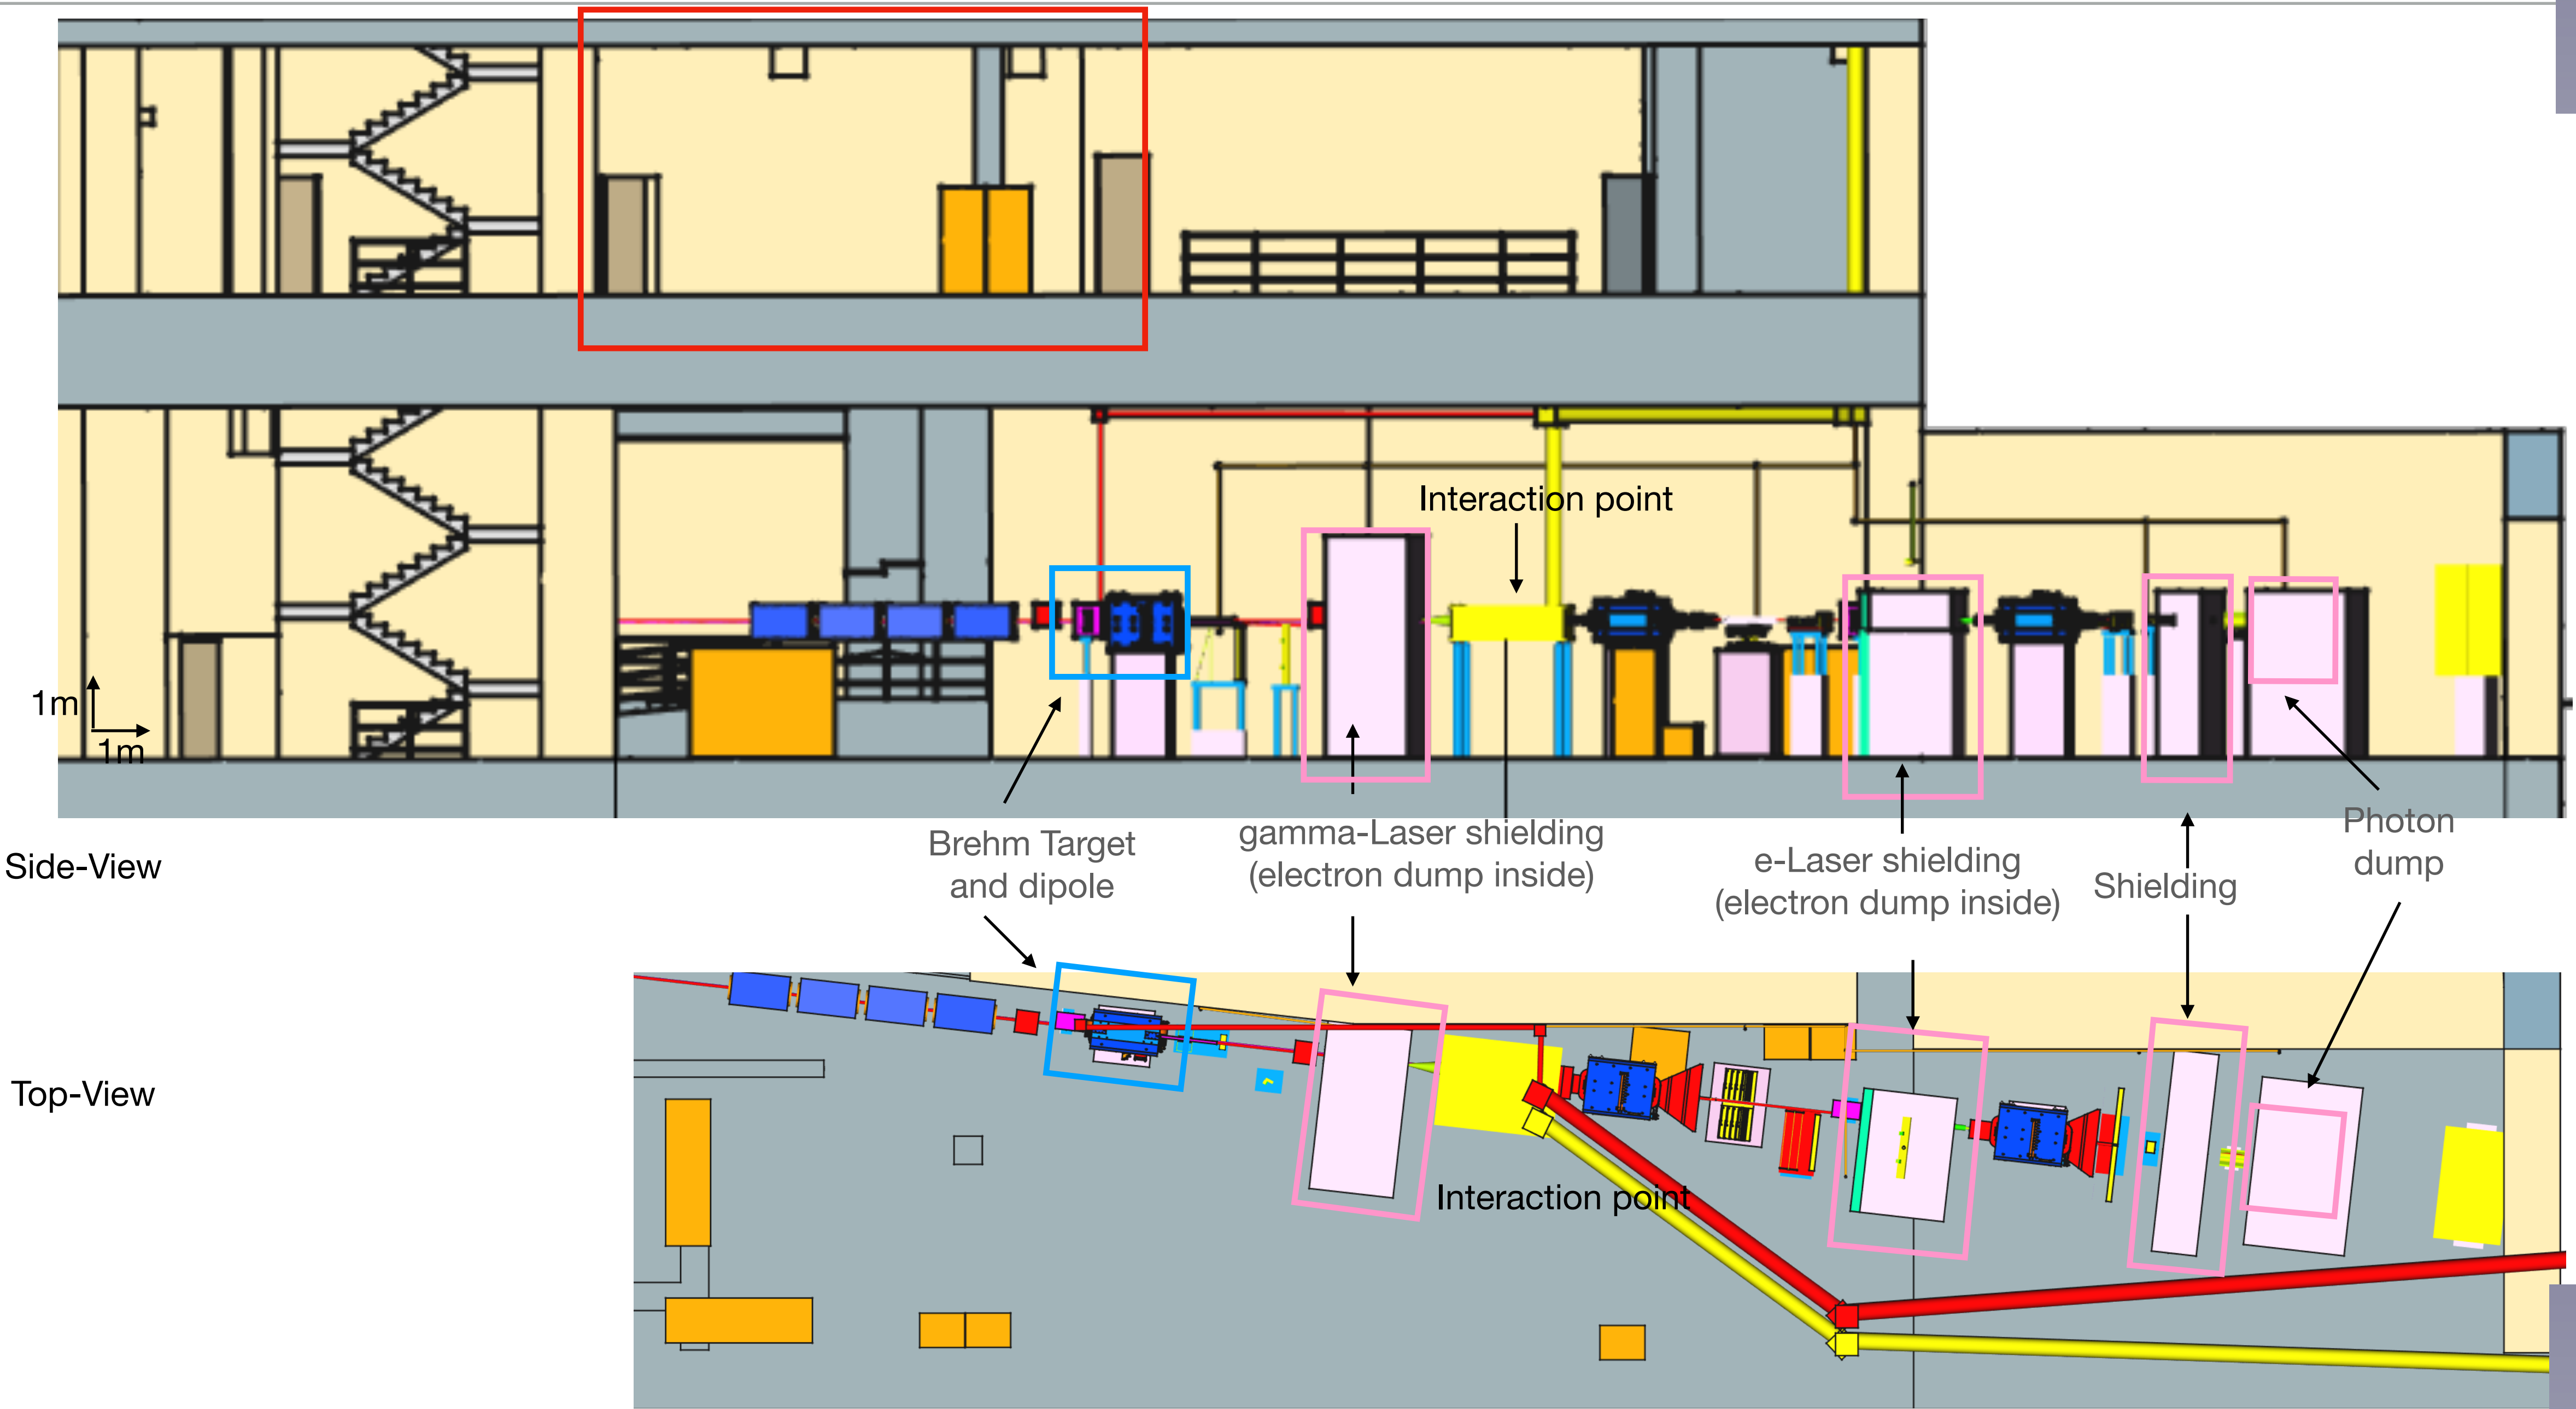 Interaction point
1m
1m
Side-View
Brehm Target
and dipole
gamma-Laser shielding
(electron dump inside)
e-Laser shielding
(electron dump inside)
Shielding
Photon
dump
Top-View
Interaction point